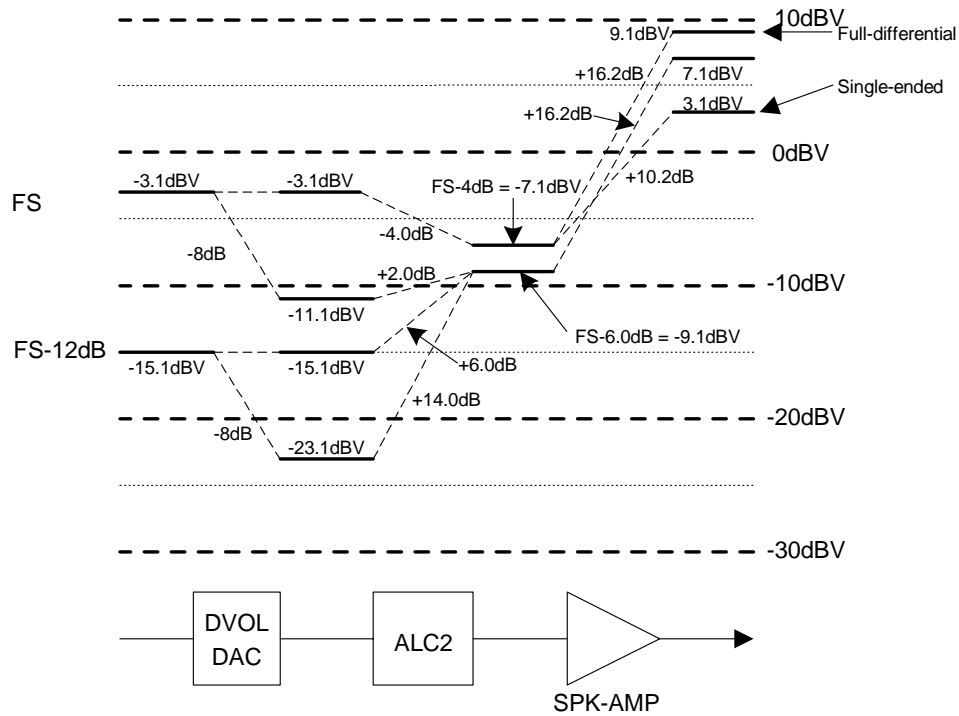 10dBV
9.1dBV
Full-differential
+16.2dB
7.1dBV
Single-ended
3.1dBV
+16.2dB
0dBV
+10.2dB
-3.1dBV
-3.1dBV
FS-4dB = -7.1dBV
FS
-4.0dB
-8dB
+2.0dB
-10dBV
-11.1dBV
FS-6.0dB = -9.1dBV
FS-12dB
-15.1dBV
-15.1dBV
+6.0dB
+14.0dB
-20dBV
-8dB
-23.1dBV
-30dBV
DVOL
DAC
ALC2
SPK-AMP